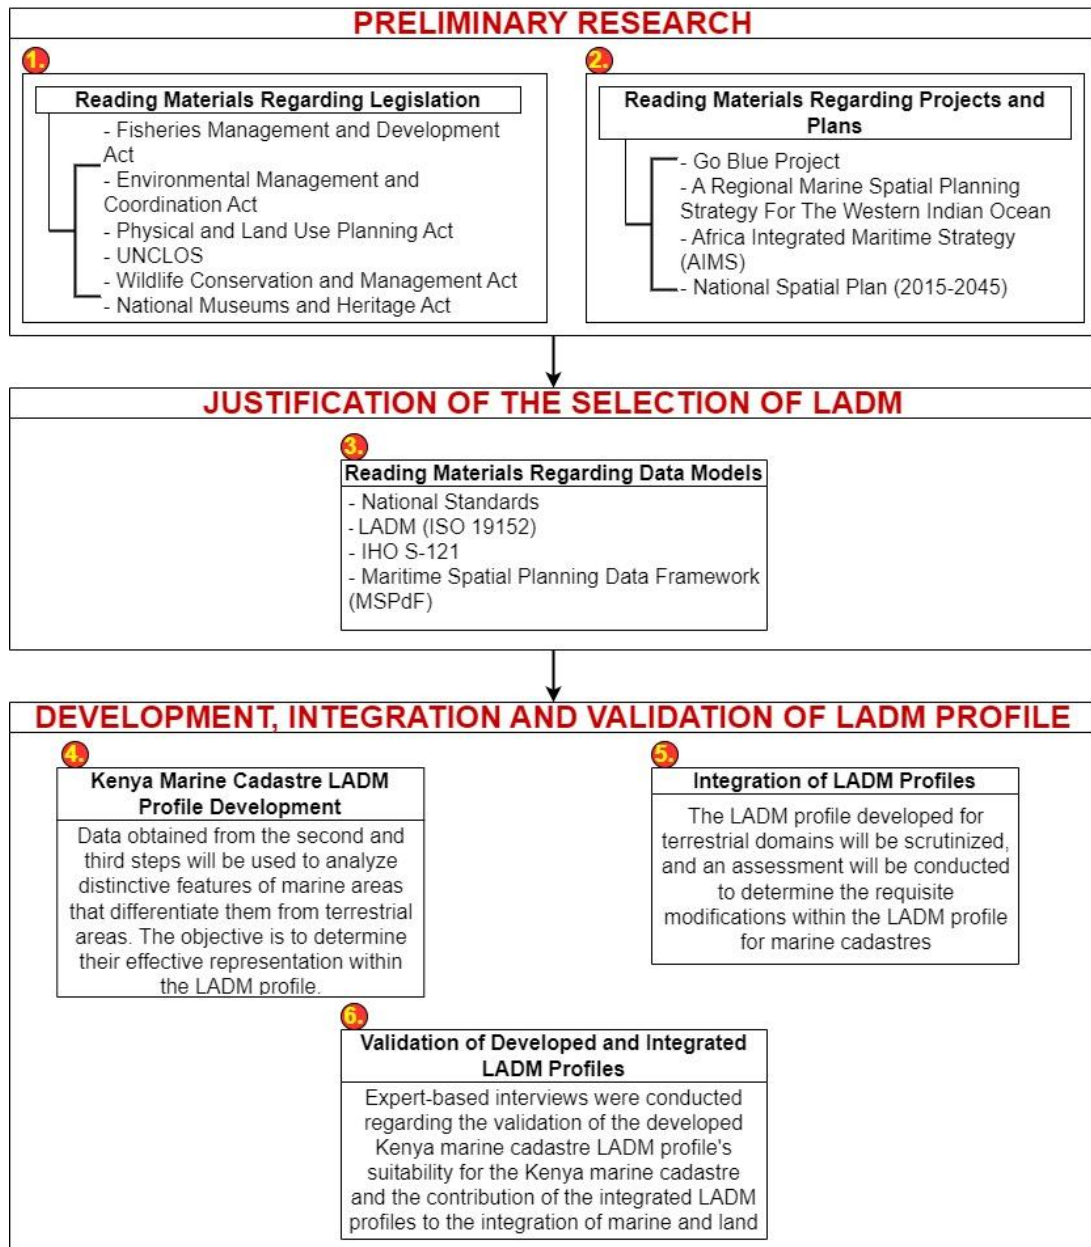 PRELIMINARY RESEARCH
1.
Reading Materials Regarding Legislation
- Fisheries Management and Development
Act
- Environmental Management and
Coordination Act
- Physical and Land Use Planning Act
- UNCLOS
- Wildlife Conservation and Management Act
- National Museums and Heritage Act
2.
Reading Materials Regarding Projects and
Plans
- Go Blue Project
- A Regional Marine Spatial Planning
Strategy For The Western Indian Ocean
- Africa Integrated Maritime Strategy
(AIMS)
- National Spatial Plan (2015-2045)
JUSTIFICATION OF THE SELECTION OF LADM
3.
Reading Materials Regarding Data Models
- National Standards
- LADM (ISO 19152)
- IHO S-121
- Maritime Spatial Planning Data Framework
(MSPdF)
DEVELOPMENT, INTEGRATION AND VALIDATION OF LADM PROFILE
4.
Kenya Marine Cadastre LADM
Profile Development
Data obtained from the second and
third steps will be used to analyze
distinctive features of marine areas
that differentiate them from terrestrial
areas. The objective is to determine
their effective representation within
the LADM profile.
5.
Integration of LADM Profiles
The LADM profile developed for
terrestrial domains will be scrutinized,
and an assessment will be conducted
to determine the requisite
modifications within the LADM profile
for marine cadastres
6.
Validation of Developed and Integrated
LADM Profiles
Expert-based interviews were conducted
regarding the validation of the developed
Kenya marine cadastre LADM profile's
suitability for the Kenya marine cadastre
and the contribution of the integrated LADM
profiles to the integration of marine and land